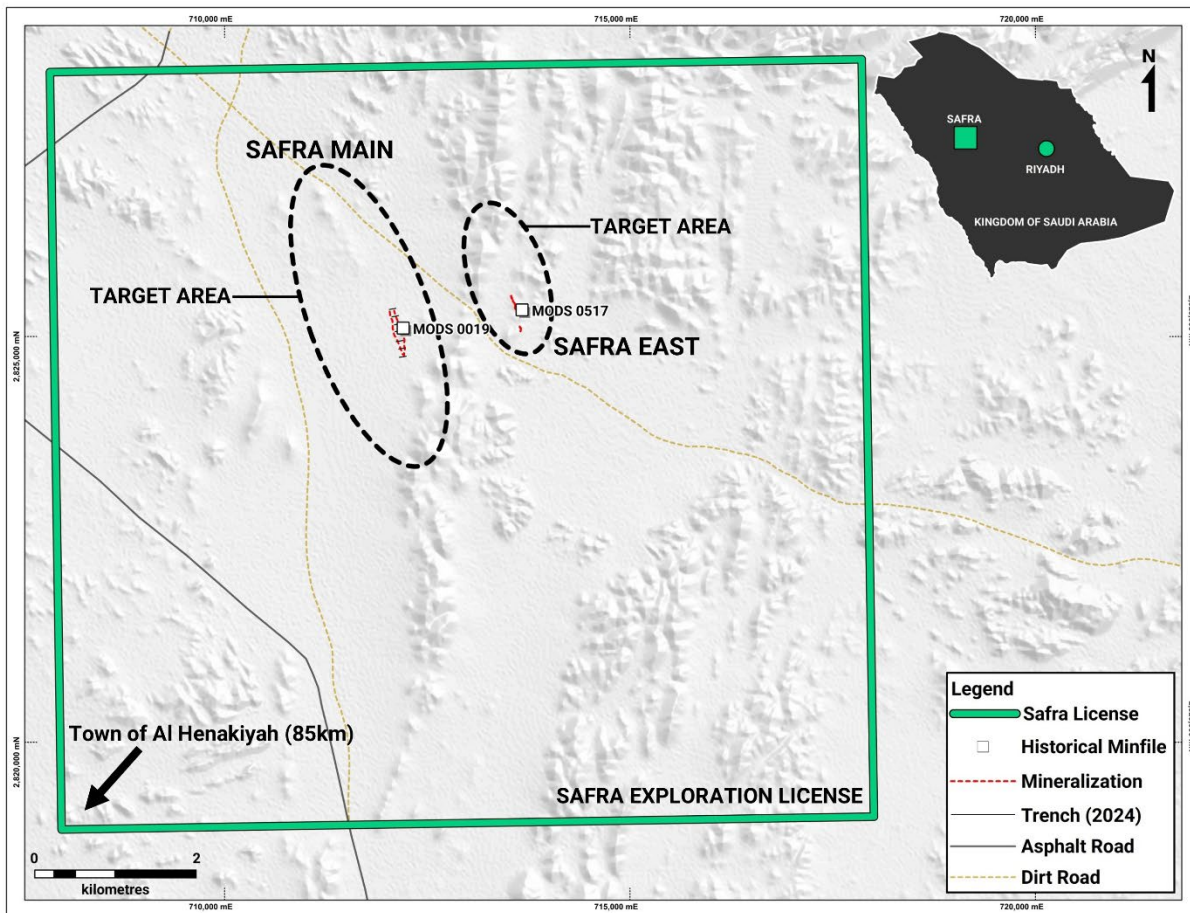 710,000 mE
715,000 mE
720,000 mE
N
SAFRA
RIYADH
KINGDOM OF SAUDI ARABIA
SAFRA MAIN
TARGET AREA
TARGET AREA
MODS 0517
MODS 0019
SAFRA EAST
2,825,000 mN
Legend
Safra License
Historical Minfile
Mineralization
Trench (2024)
Asphalt Road
Dirt Road
Town of Al Henakiyah (85km)
2,820,000 mN
SAFRA EXPLORATION LICENSE
0 2
kilometres
710,000 mE
715,000 mE
720,000 mE